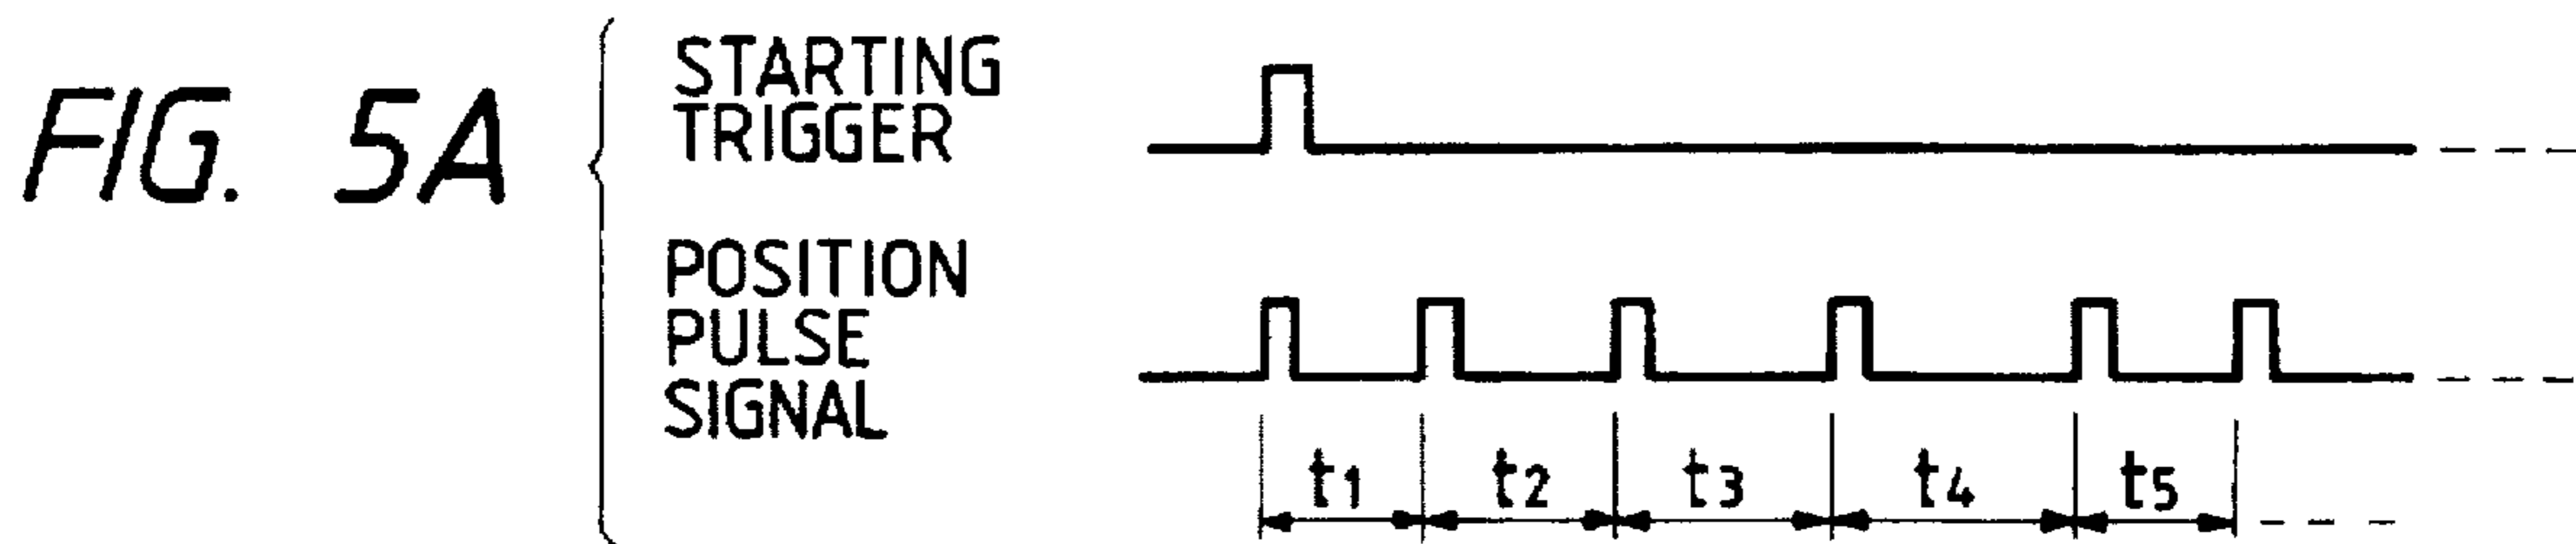 FIG. 5A
STARTING
TRIGGER
POSITION
PULSE
SIGNAL
t1 t2 t3 t4 t5